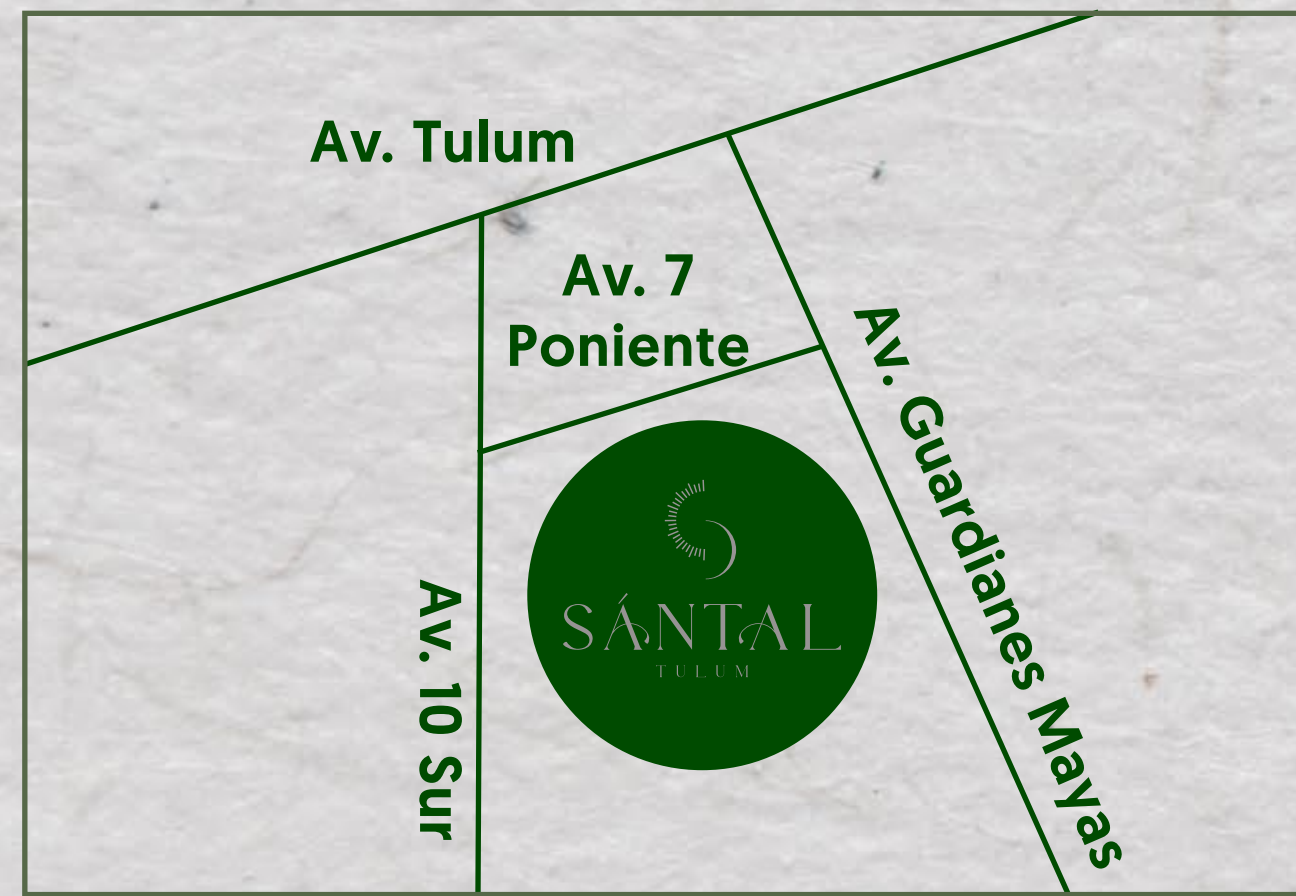 Av. Tulum
Av. 7
Poniente
Av. Guardianes Mayas
Av. 10 Sur
SÁNTAL
TULUM